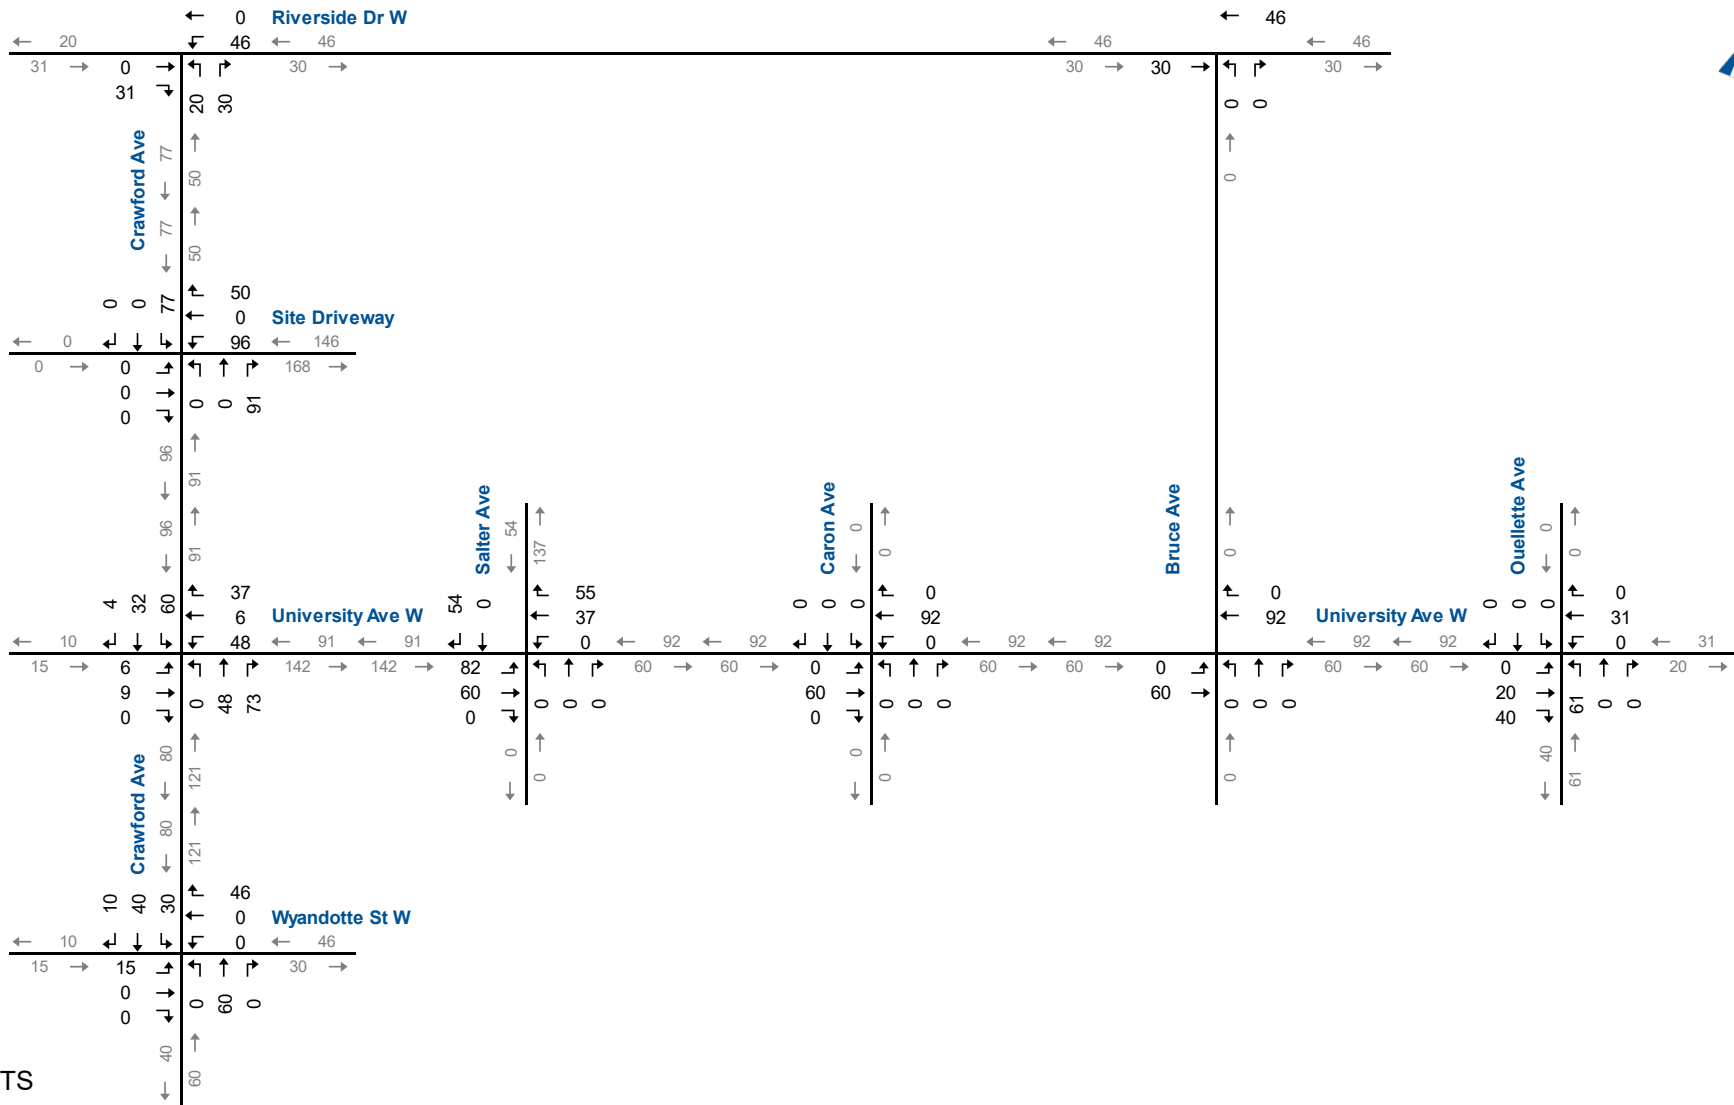 0 Riverside Dr W 46
20 46 46 46 46
31 0 30 30 30 30
31 20 30 0 0
Crawford Ave 77 50 0
77 50
0 0 77 50
0 Site Driveway
0 96 146
0 0 168
0 0 0 91
0
96 91
96 91
Salter Ave 54 137
Caron Ave 0 0
Bruce Ave 0
Ouellette Ave 0 0
4 32 60 37 54 0 55 0 0 0 0 0 0 0 0 0
6 University Ave W 37 92 92 University Ave W 31
10 48 91 91 0 92 92 0 92 92 92 92 0 31
15 6 142 142 82 60 60 0 60 60 0 60 60 0 20
9 60 60 60 20
0 0 48 73 0 0 0 0 0 0 0 0 0 0 0 40 61 0 0
Crawford Ave 80 121 0 0 0 0 0 40 61
80 121
10 40 30 46
0 Wyandotte St W
10 0 46
15 15 30
0 0 60 0
0
40 60
TS